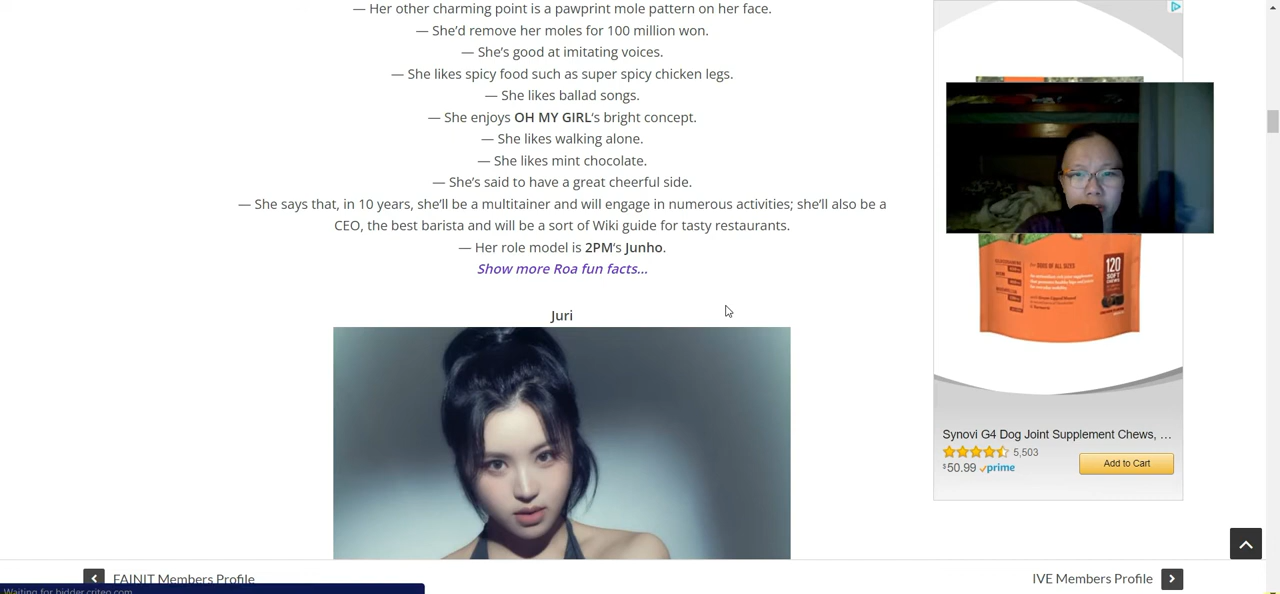 — Her other charming point is a pawprint mole pattern on her face.
— She'd remove her moles for 100 million won.
— She's good at imitating voices.
— She likes spicy food such as super spicy chicken legs.
— She likes ballad songs.
— She enjoys OH MY GIRL's bright concept.
— She likes walking alone.
— She likes mint chocolate.
— She's said to have a great cheerful side.
— She says that, in 10 years, she'll be a multitainer and will engage in numerous activities; she'll also be a
CEO, the best barista and will be a sort of Wiki guide for tasty restaurants.
— Her role model is 2PM's Junho.
Show more Roa fun facts...
Juri
120
SOFT
CHEWS
Synovi G4 Dog Joint Supplement Chews, ...
5,503
$50.99 prime
Add to Cart
FAINIT Members Profile
IVE Members Profile
Waiting for bidder.criteo.com...